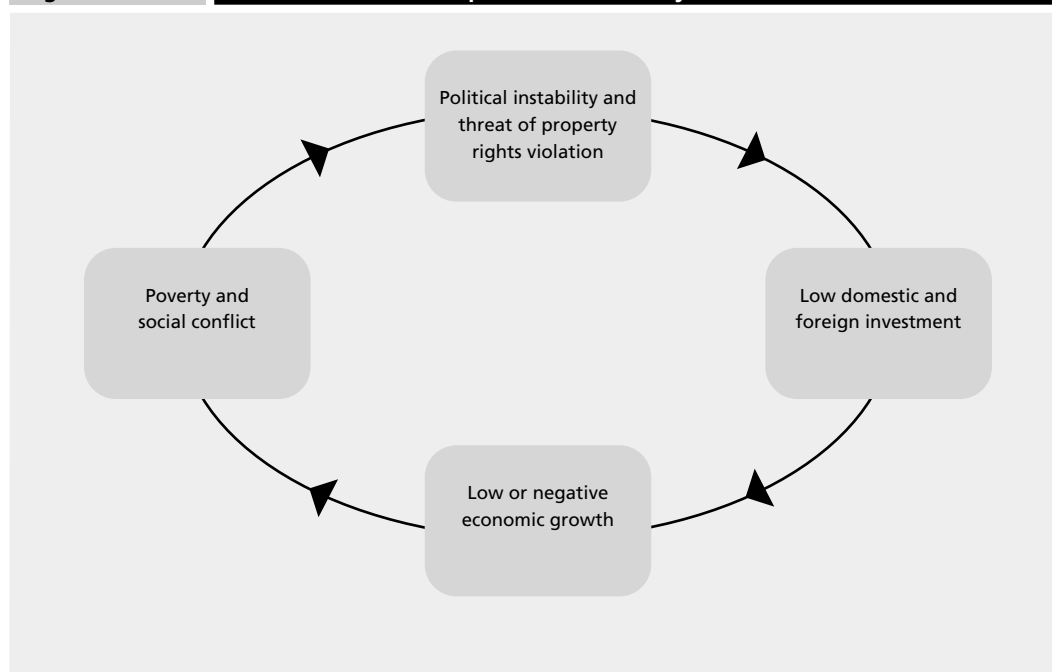 Political instability and
threat of property
rights violation
Poverty and
social conflict
Low domestic and
foreign investment
Low or negative
economic growth